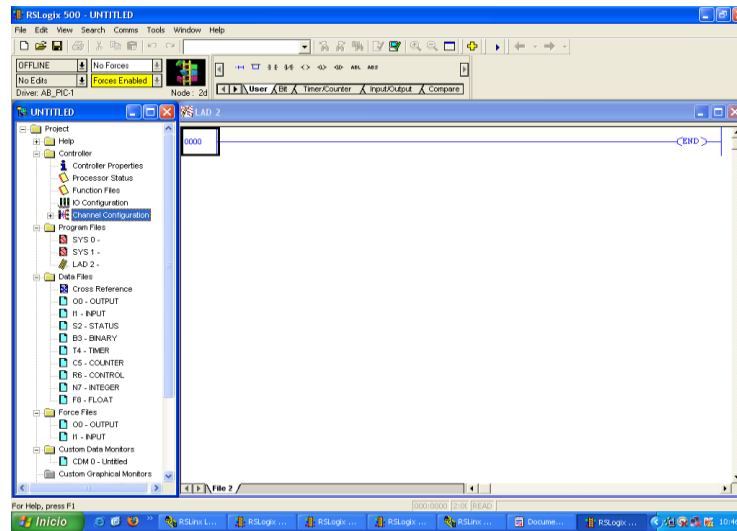 RSLogix 500 - UNTITLED
File Edit View Search Comms Tools Window Help
OFFLINE No Forces
No Edits Forces Enabled
Driver: AB_PIC-1 Node : 2d
ABL ABS
User Bit Timer/Counter Input/Output Compare
UNTITLED
Project
Help
Controller
Controller Properties
Processor Status
Function Files
IO Configuration
Channel Configuration
Program Files
SYS 0 -
SYS 1 -
LAD 2 -
Data Files
Cross Reference
O0 - OUTPUT
I1 - INPUT
S2 - STATUS
B3 - BINARY
T4 - TIMER
C5 - COUNTER
R6 - CONTROL
N7 - INTEGER
F8 - FLOAT
Force Files
O0 - OUTPUT
I1 - INPUT
Custom Data Monitors
CDM 0 - Untitled
Custom Graphical Monitors
LAD 2
0000
END
File 2
For Help, press F1
000:0000 2:00 READ
Inicio RSLinx L... RSLogix ... RSLogix ... RSLogix ... RSLinx ... Docume... RSLogix ...